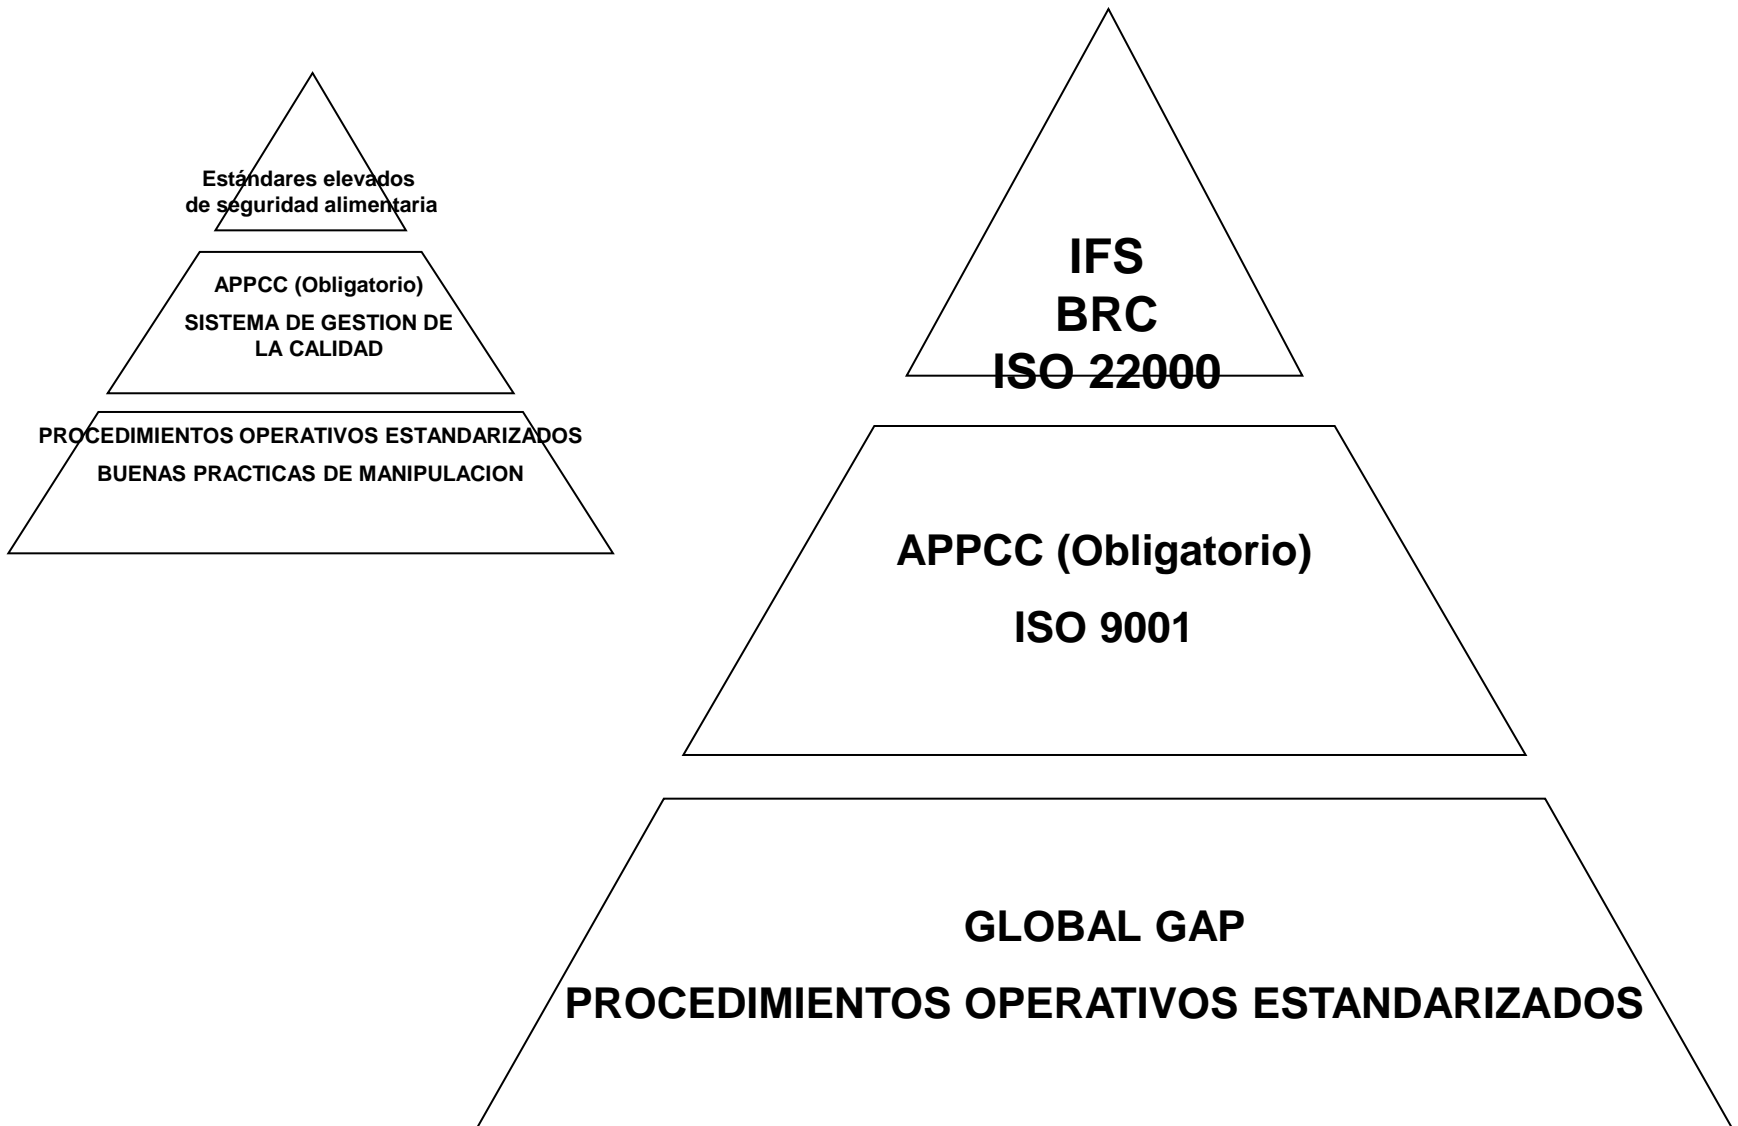 Estándares elevados
de seguridad alimentaria
APPCC (Obligatorio)
SISTEMA DE GESTION DE
LA CALIDAD
PROCEDIMIENTOS OPERATIVOS ESTANDARIZADOS
BUENAS PRACTICAS DE MANIPULACION
IFS
BRC
ISO 22000
APPCC (Obligatorio)
ISO 9001
GLOBAL GAP
PROCEDIMIENTOS OPERATIVOS ESTANDARIZADOS